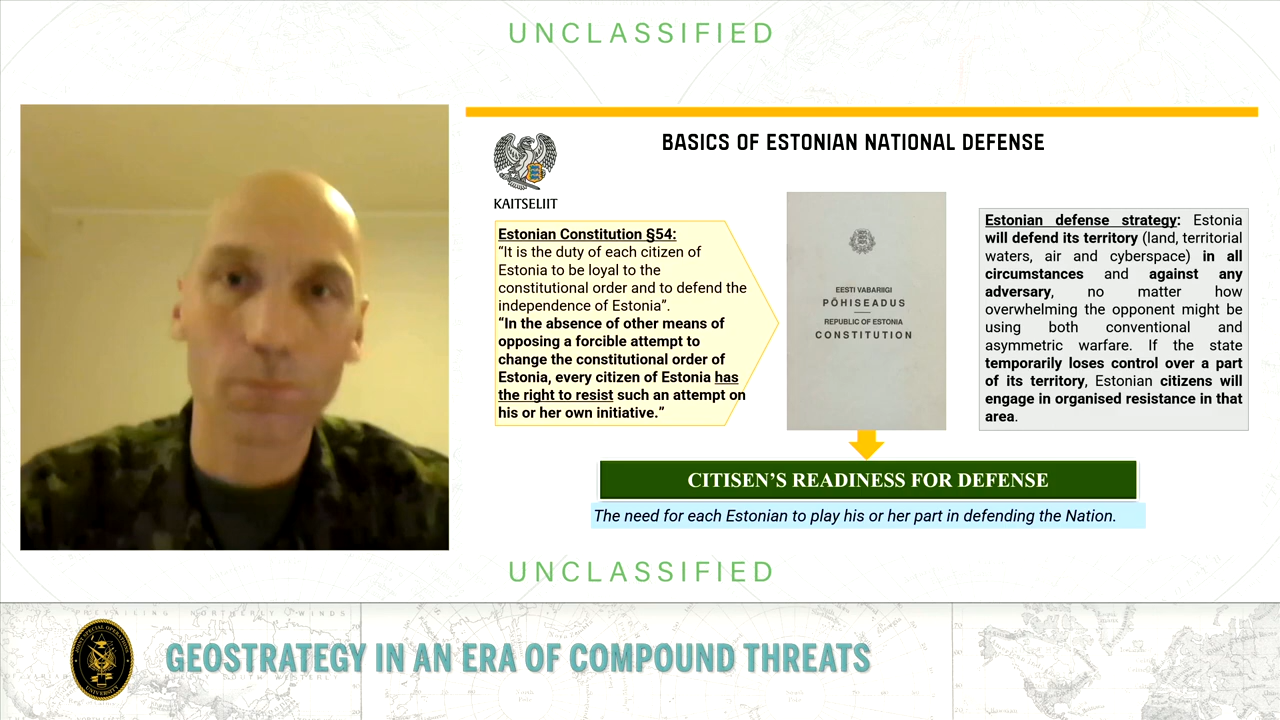 UNCLASSIFIED
BASICS OF ESTONIAN NATIONAL DEFENSE
KAITSELIIT
Estonian Constitution §54:
“It is the duty of each citizen of
Estonia to be loyal to the
constitutional order and to defend the
independence of Estonia”.
“In the absence of other means of
opposing a forcible attempt to
change the constitutional order of
Estonia, every citizen of Estonia has
the right to resist such an attempt on
his or her own initiative.”
EESTI VABARIIGI
PÕHISEADUS
REPUBLIC OF ESTONIA
CONSTITUTION
Estonian defense strategy: Estonia
will defend its territory (land, territorial
waters, air and cyberspace) in all
circumstances and against any
adversary, no matter how
overwhelming the opponent might be
using both conventional and
asymmetric warfare. If the state
temporarily loses control over a part
of its territory, Estonian citizens will
engage in organised resistance in that
area.
CITISEN’S READINESS FOR DEFENSE
The need for each Estonian to play his or her part in defending the Nation.
UNCLASSIFIED
PREVAILING NORTHERLY WINDS
JOINT SPECIAL OPERATIONS
UNIVERSITY
GEOSTRATEGY IN AN ERA OF COMPOUND THREATS